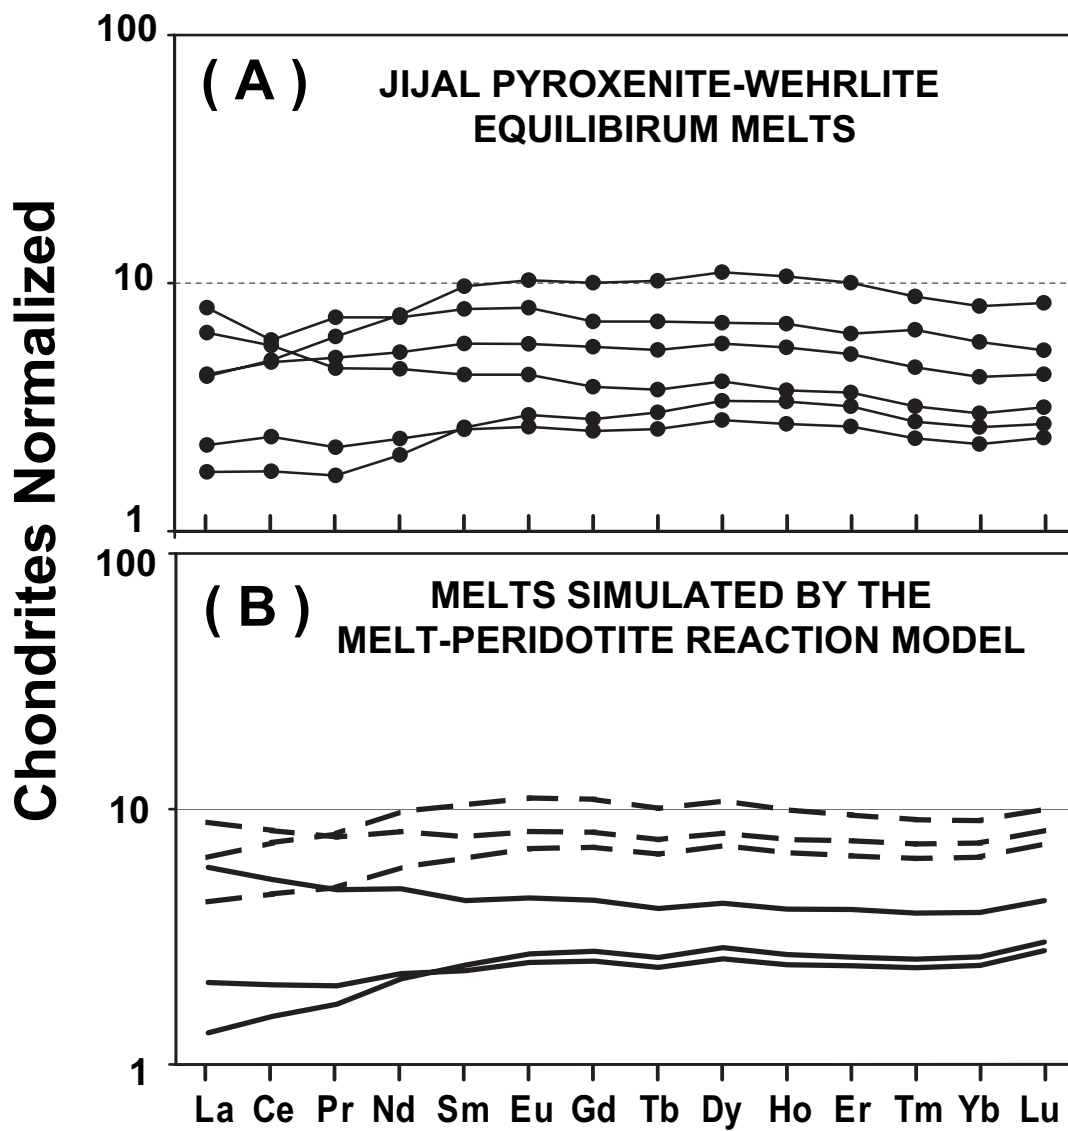 Chondrites Normalized
100
( A )
JIJAL PYROXENITE-WEHRLITE
EQUILIBIRUM MELTS
10
1
100
( B )
MELTS SIMULATED BY THE
MELT-PERIDOTITE REACTION MODEL
10
1
La Ce Pr Nd Sm Eu Gd Tb Dy Ho Er Tm Yb Lu